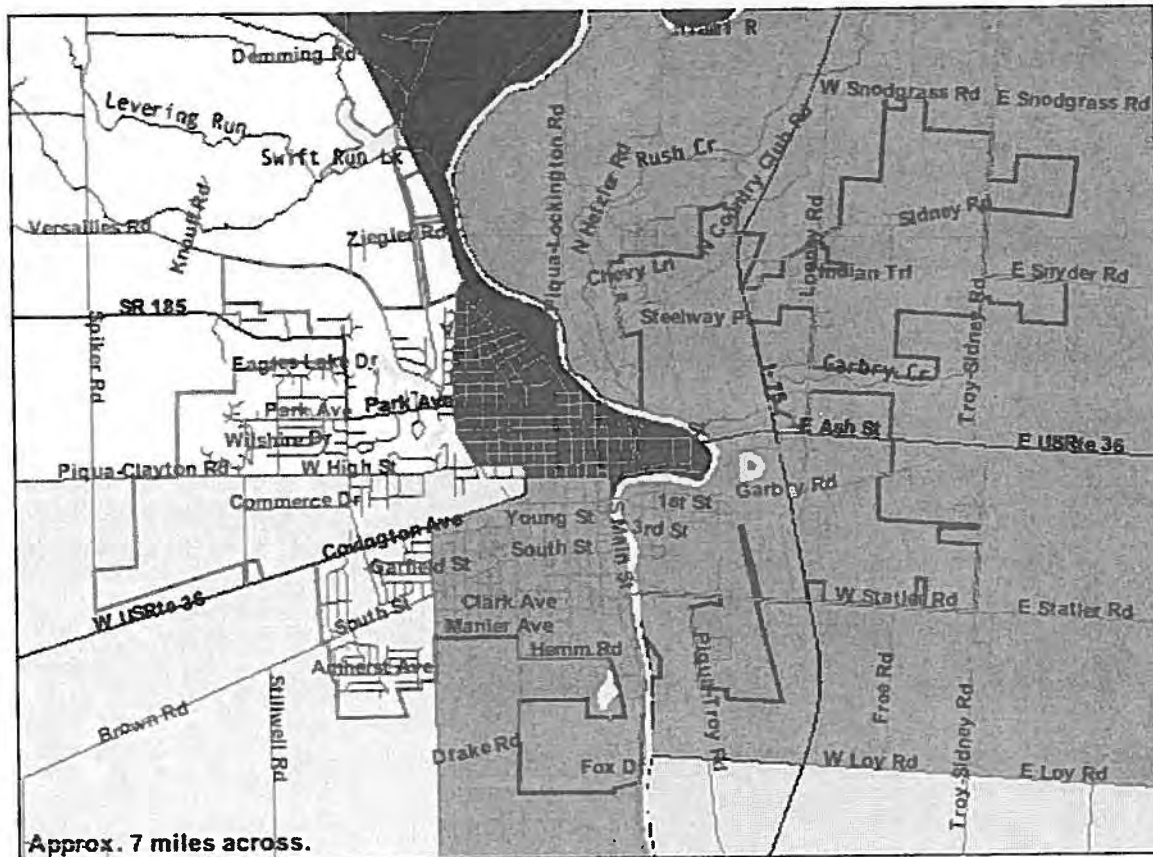 Demming Rd
Levering Run
Swift Run Lk
Knouff Rd
Versailles Rd
Ziegler Rd
SR 185
Spiker Rd
Eagles Lake Dr
Park Ave
Park Ave
Wilshire Dr
Piqua-Clayton Rd
W High St
Commerce Dr
Covington Ave
W USRte 36
Garfield St
South St
Amherst Ave
Brown Rd
Stillwell Rd
Young St
South St
Clark Ave
Manier Ave
Hemm Rd
Drake Rd
Fox D
S Main St
1st St
3rd St
Piqua-Troy Rd
Piqua-Lockington Rd
N Hetzler Rd
Rush Cr
W Country Club Rd
Chevy Ln
Steelway P
Looney Rd
W Snodgrass Rd
E Snodgrass Rd
Sidney Rd
Indian Trl
E Snyder Rd
Troy-Sidney Rd
Garbry Cr
I-75
E Ash St
E USRte 36
Garbry Rd
W Statler Rd
E Statler Rd
Free Rd
Troy-Sidney Rd
W Loy Rd
E Loy Rd
Approx. 7 miles across.